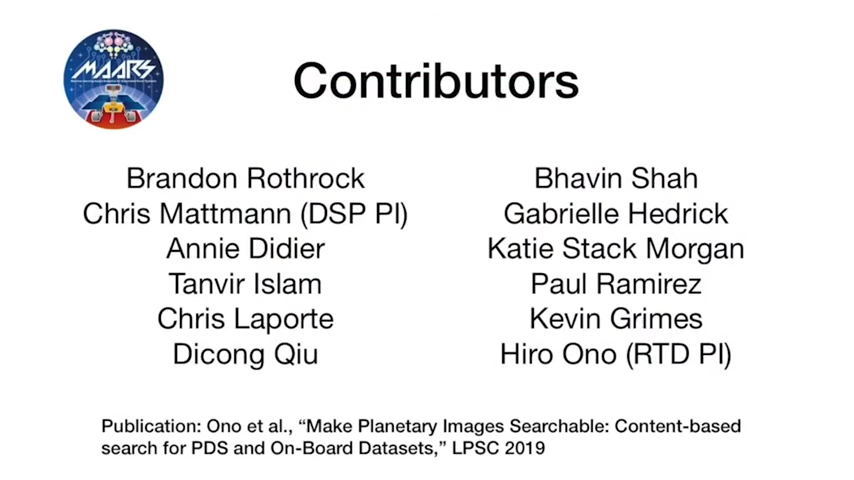 MAARS
Contributors
Brandon Rothrock
Chris Mattmann (DSP PI)
Annie Didier
Tanvir Islam
Chris Laporte
Dicong Qiu
Bhavin Shah
Gabrielle Hedrick
Katie Stack Morgan
Paul Ramirez
Kevin Grimes
Hiro Ono (RTD PI)
Publication: Ono et al., “Make Planetary Images Searchable: Content-based
search for PDS and On-Board Datasets,” LPSC 2019